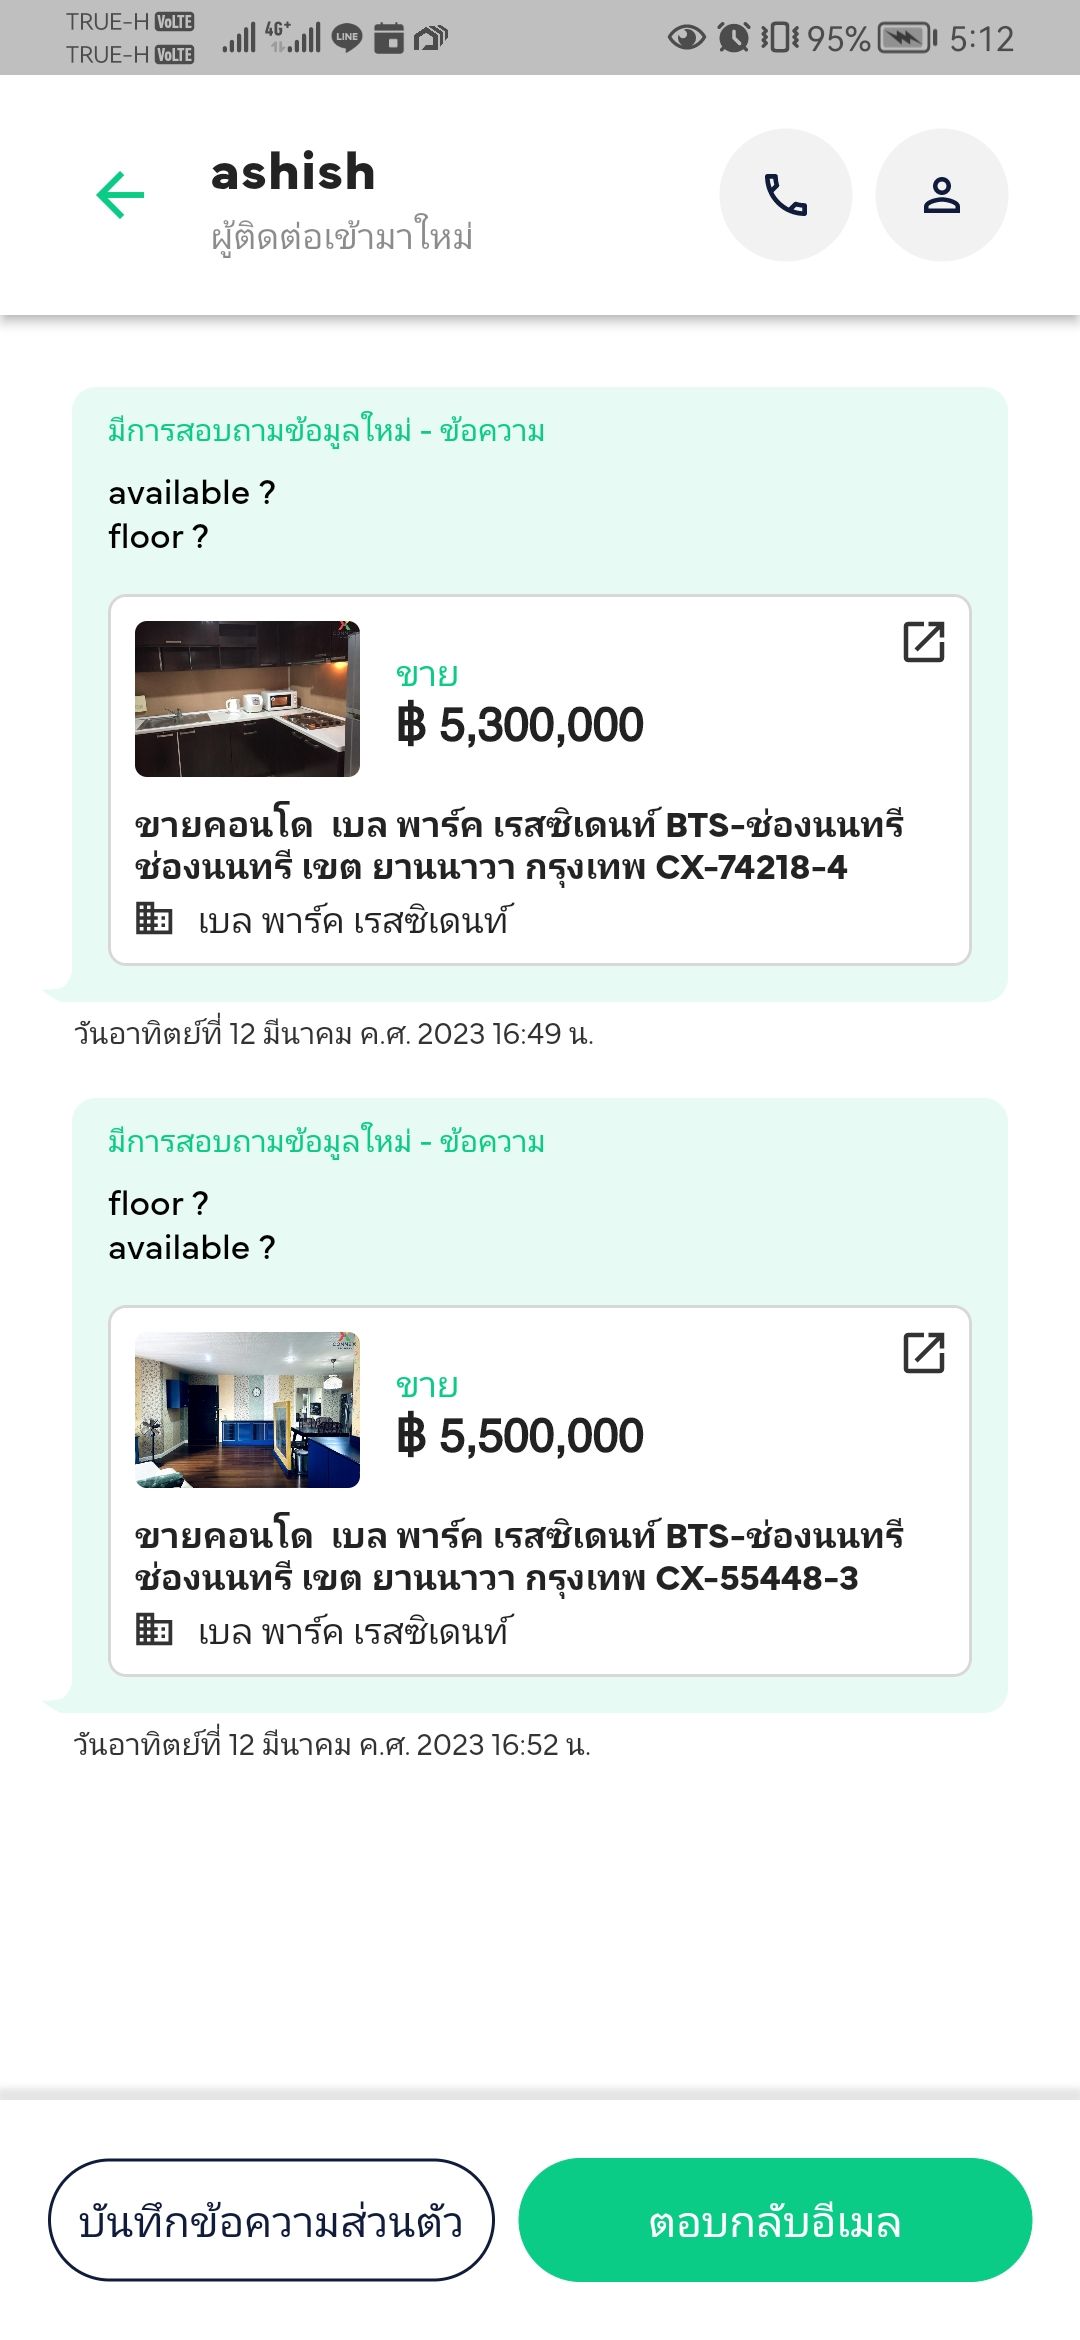 TRUE-H VoLTE
TRUE-H VoLTE
4G+
LINE
95%
5:12
ashish
ผู้ติดต่อเข้ามาใหม่
มีการสอบถามข้อมูลใหม่ - ข้อความ
available ?
floor ?
ขาย
฿ 5,300,000
ขายคอนโด เบล พาร์ค เรสซิเดนท์ BTS-ช่องนนทรี
ช่องนนทรี เขต ยานนาวา กรุงเทพ CX-74218-4
เบล พาร์ค เรสซิเดนท์
วันอาทิตย์ที่ 12 มีนาคม ค.ศ. 2023 16:49 น.
มีการสอบถามข้อมูลใหม่ - ข้อความ
floor ?
available ?
ขาย
฿ 5,500,000
ขายคอนโด เบล พาร์ค เรสซิเดนท์ BTS-ช่องนนทรี
ช่องนนทรี เขต ยานนาวา กรุงเทพ CX-55448-3
เบล พาร์ค เรสซิเดนท์
วันอาทิตย์ที่ 12 มีนาคม ค.ศ. 2023 16:52 น.
บันทึกข้อความส่วนตัว
ตอบกลับอีเมล